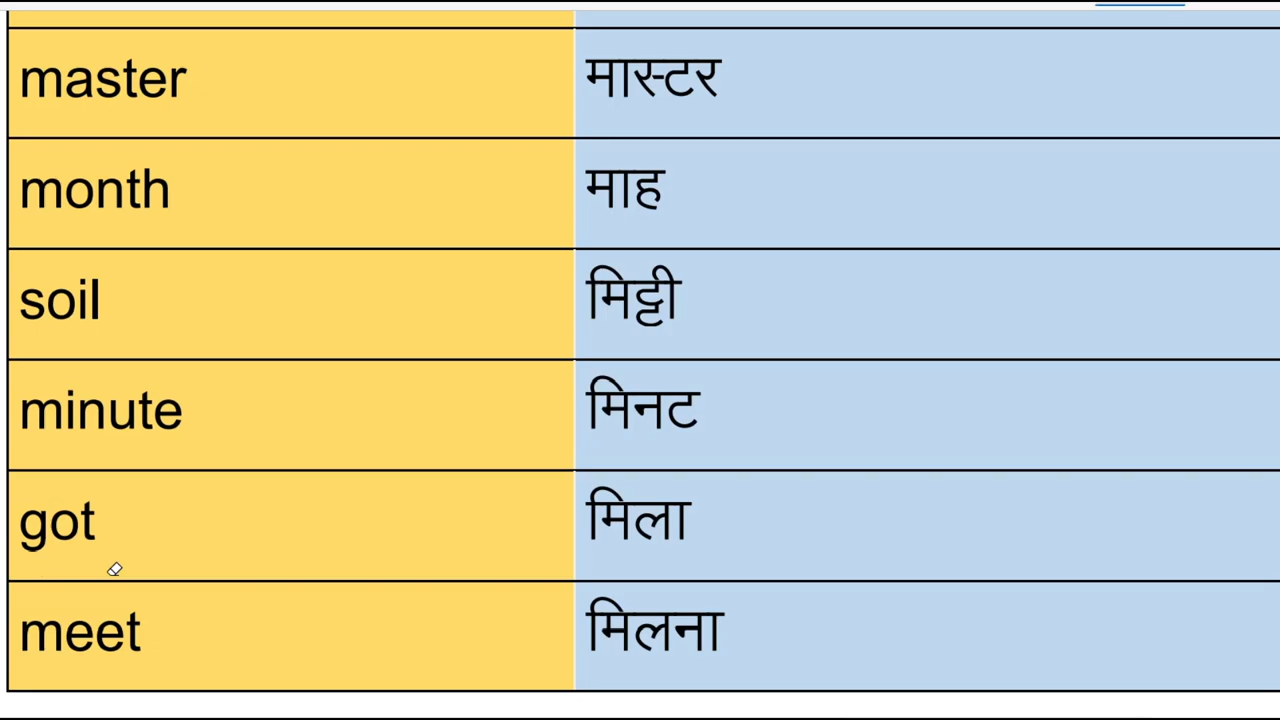 master मास्टर
month माह
soil मिट्टी
minute मिनट
got मिला
meet मिलना